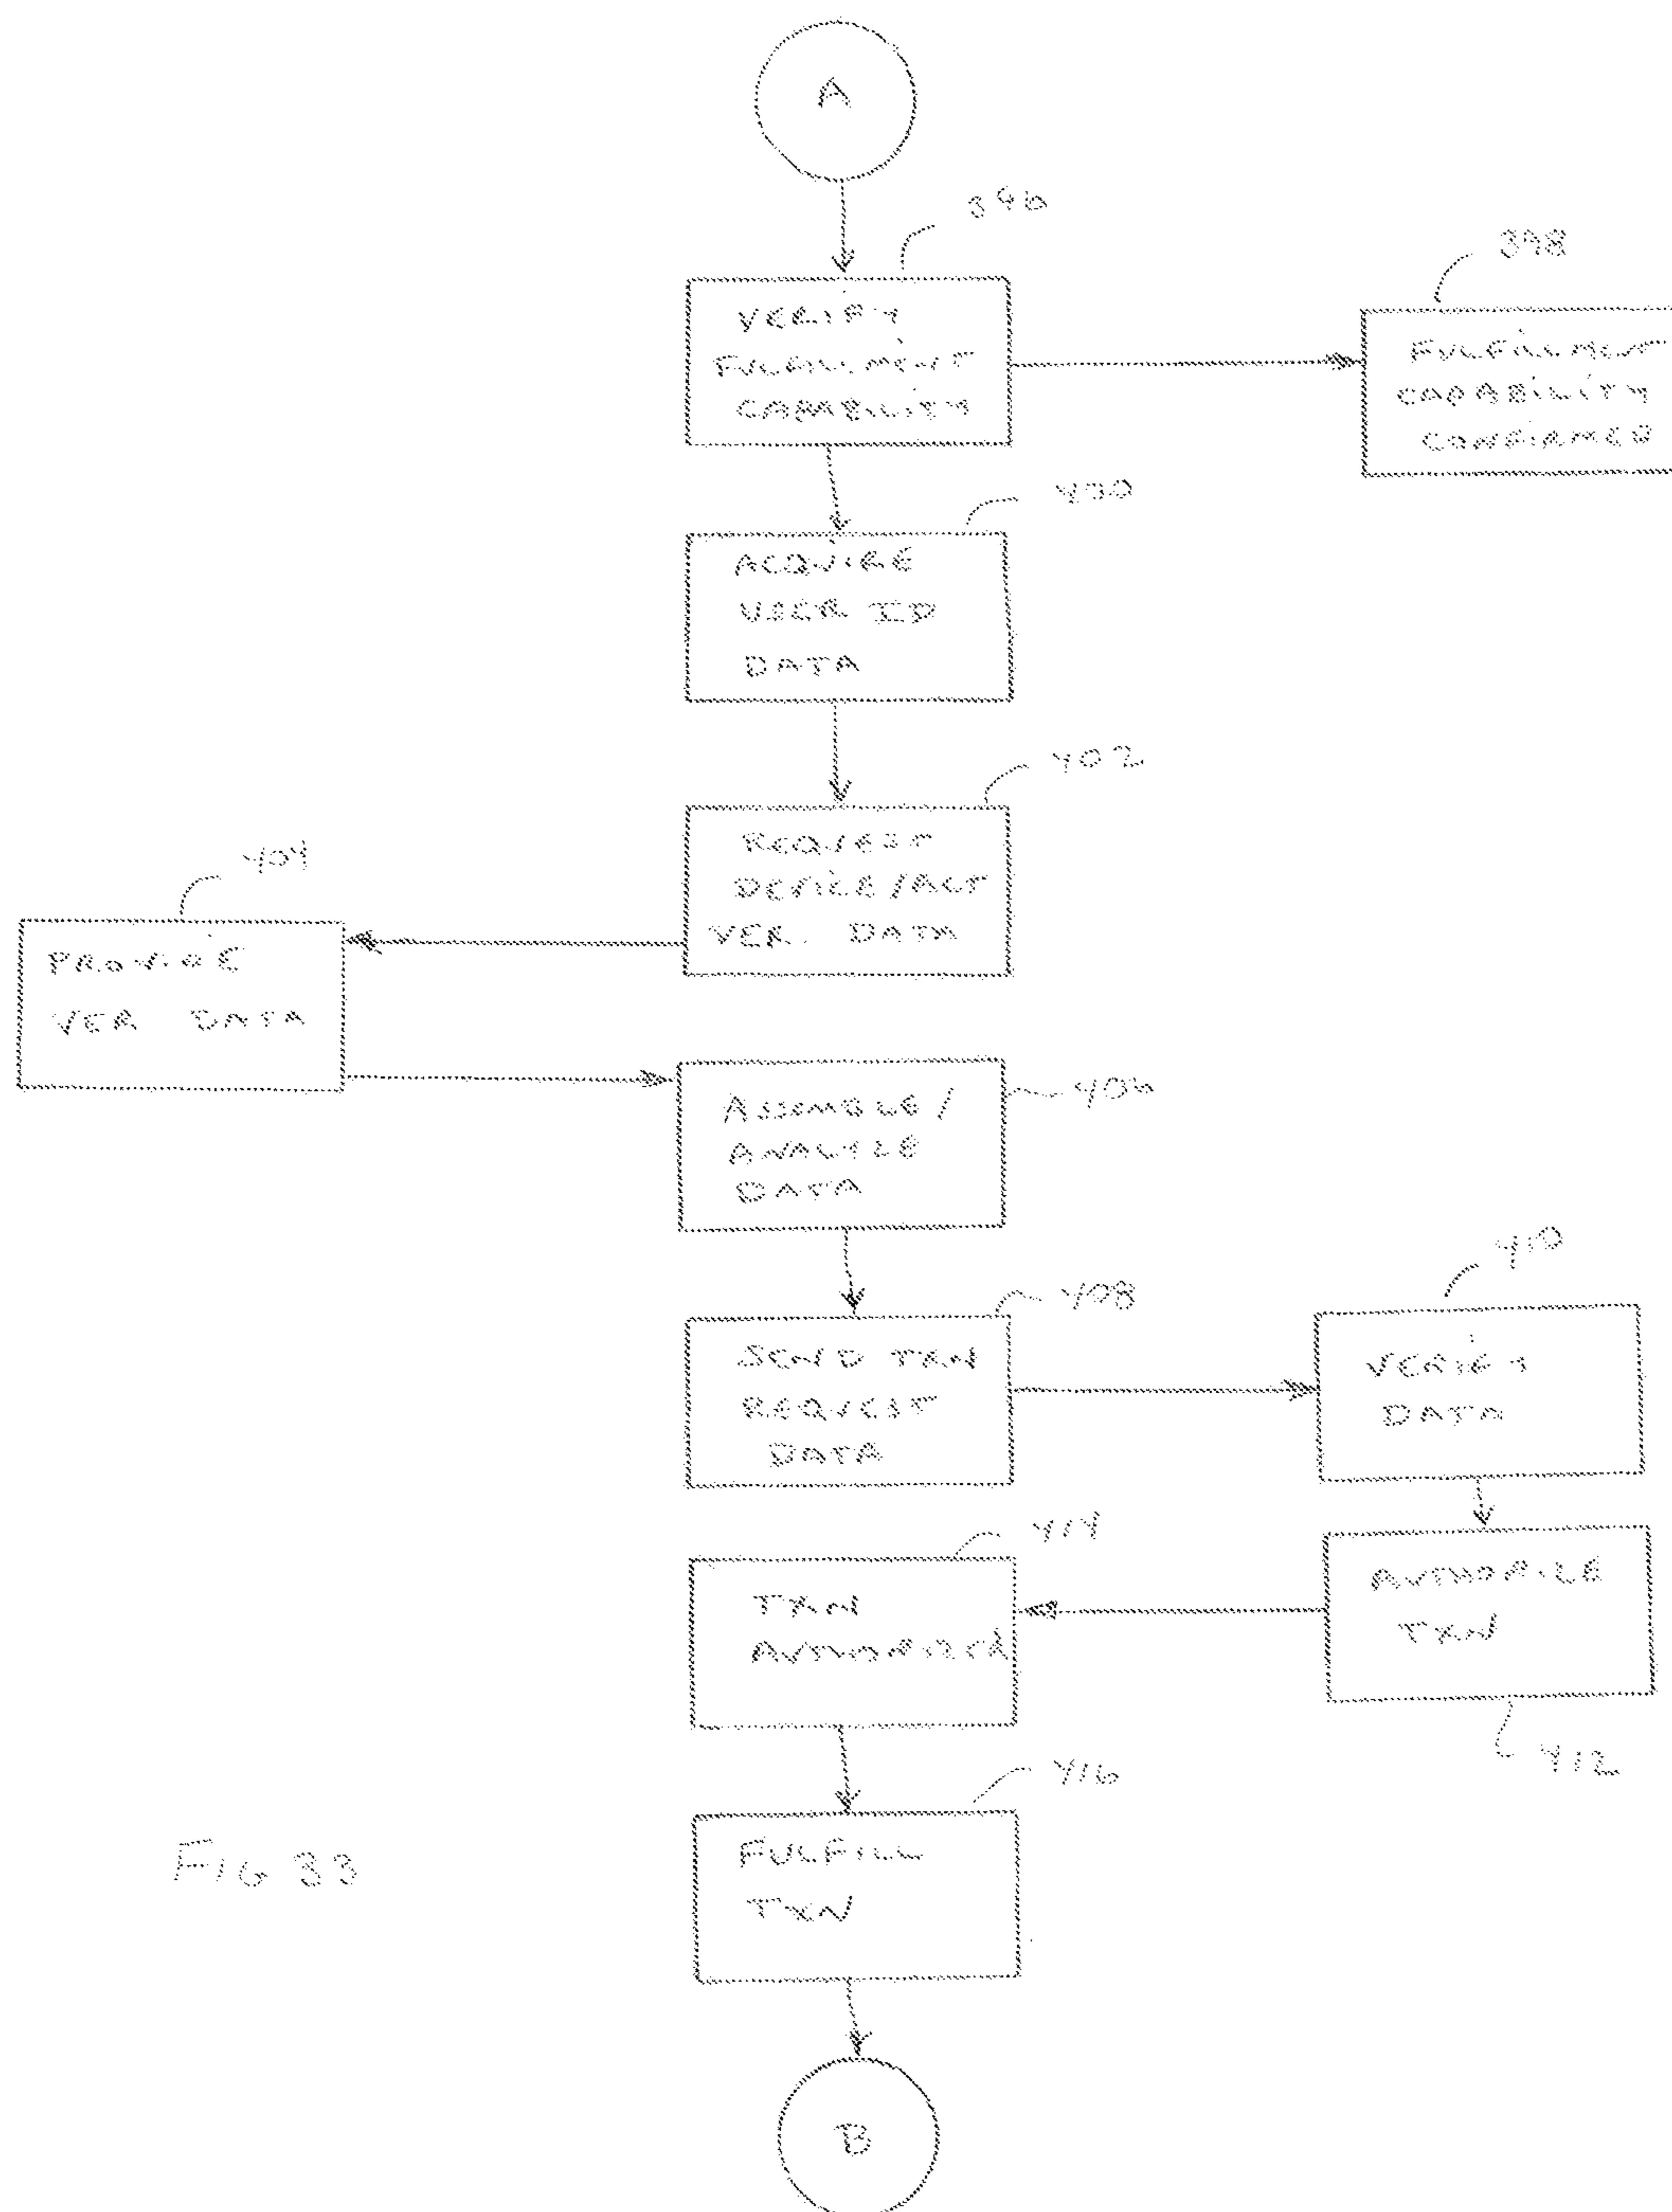 A
396
398
VERIFY
FULFILLMENT
CAPABILITY
FULFILLMENT
CAPABILITY
CONFIRMED
400
ACQUIRE
USER ID
DATA
402
REQUEST
DEVICE/ACT
VER. DATA
404
PROVIDE
VER DATA
406
ASSEMBLE/
ANALYZE
DATA
408
SEND TXN
REQUEST
DATA
410
VERIFY
DATA
414
TXN
AUTHORIZED
AUTHORIZE
TXN
412
416
FULFILL
TXN
FIG 33
B